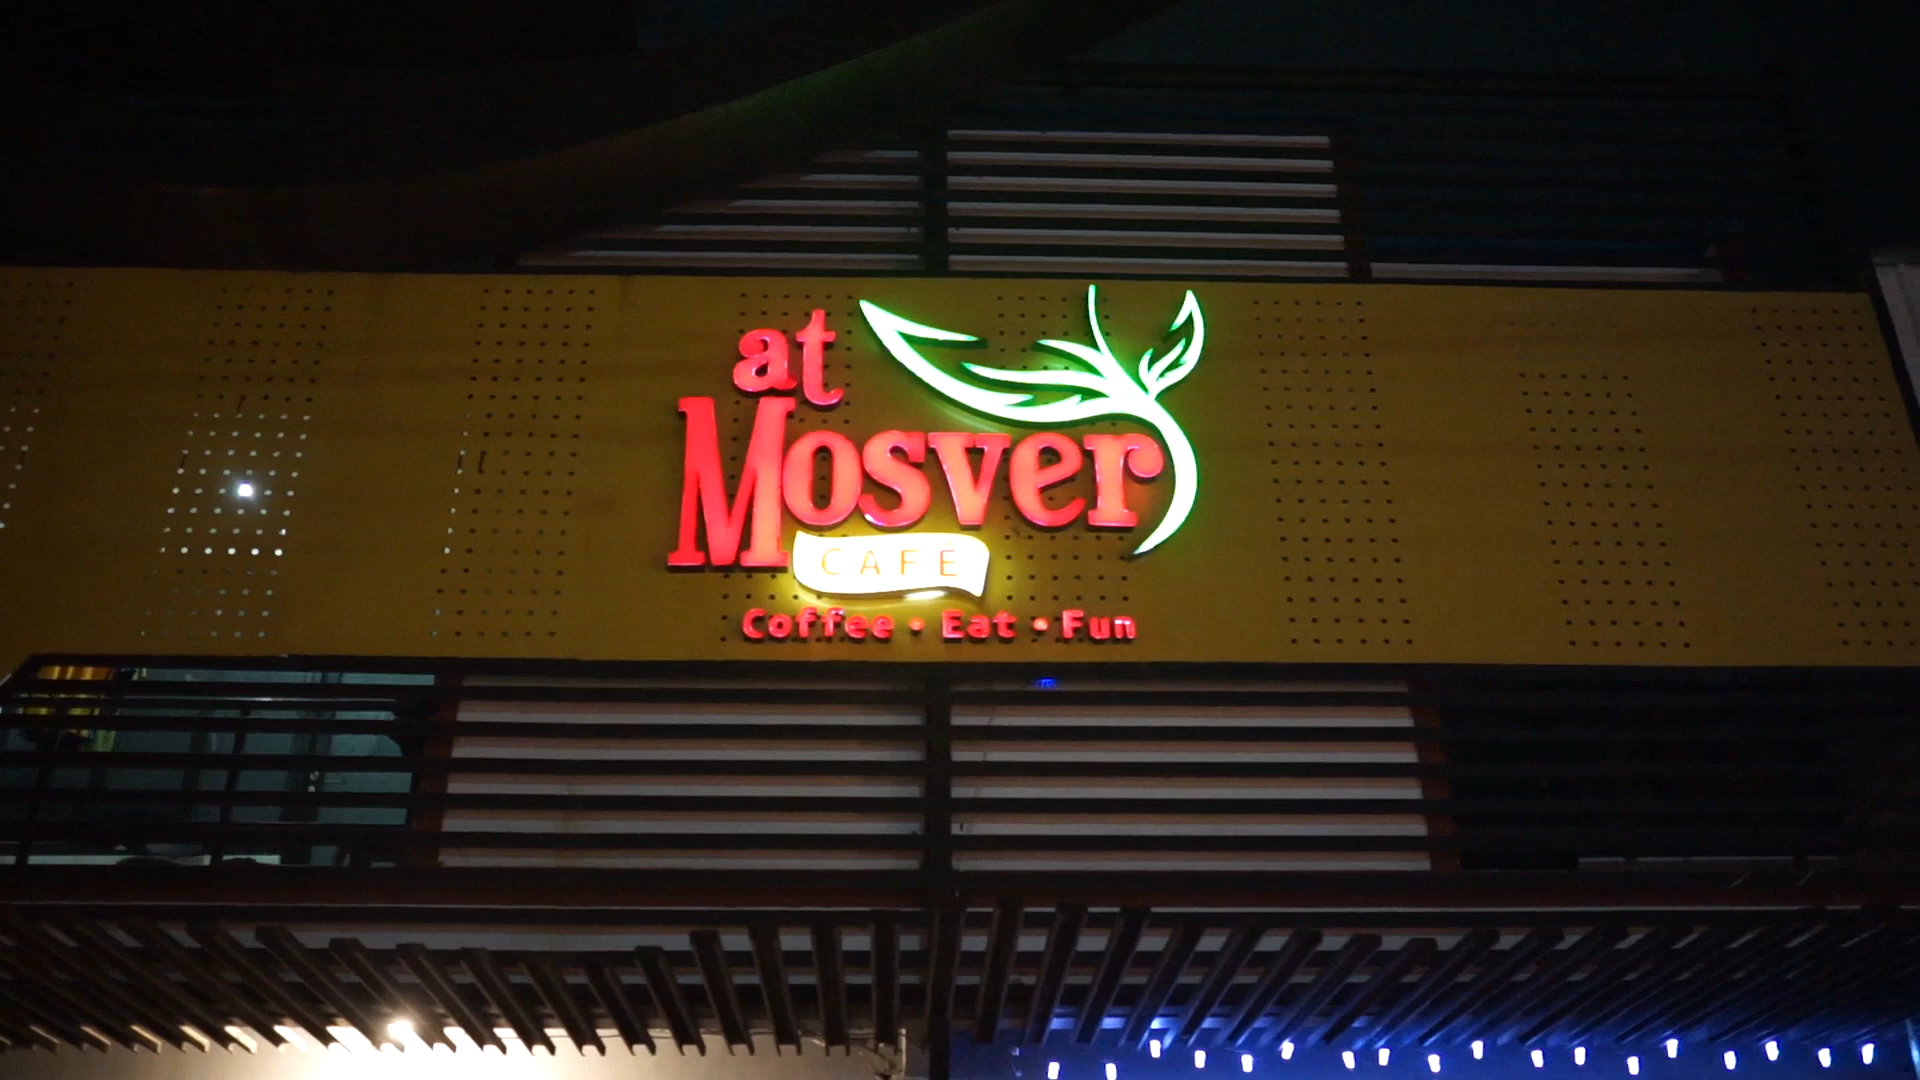 at
Mosver
CAFE
Coffee • Eat • Fun